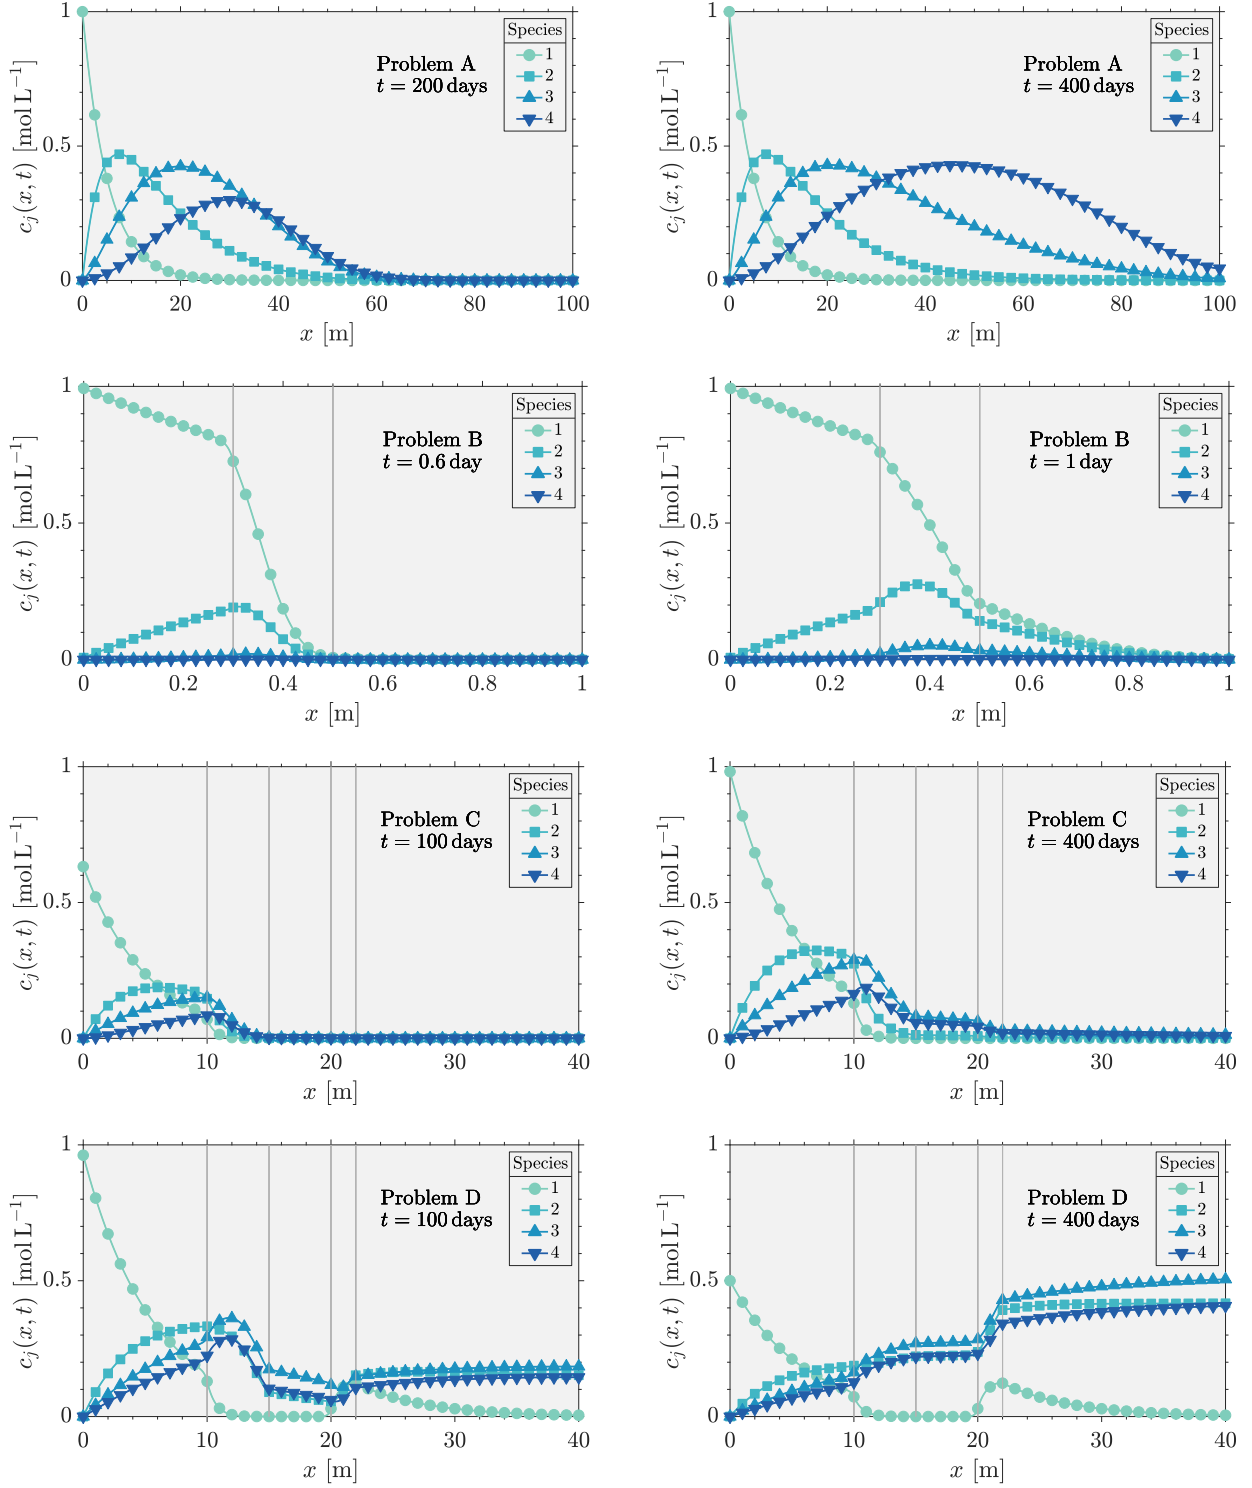 Species
1
2
3
4
Problem A
t = 200 days
1
0.5
0
0 20 40 60 80 100
x [m]
c_j(x, t) [mol L⁻¹]
Species
1
2
3
4
Problem A
t = 400 days
1
0.5
0
0 20 40 60 80 100
x [m]
c_j(x, t) [mol L⁻¹]
Species
1
2
3
4
Problem B
t = 0.6 day
1
0.5
0
0 0.2 0.4 0.6 0.8 1
x [m]
c_j(x, t) [mol L⁻¹]
Species
1
2
3
4
Problem B
t = 1 day
1
0.5
0
0 0.2 0.4 0.6 0.8 1
x [m]
c_j(x, t) [mol L⁻¹]
Species
1
2
3
4
Problem C
t = 100 days
1
0.5
0
0 10 20 30 40
x [m]
c_j(x, t) [mol L⁻¹]
Species
1
2
3
4
Problem C
t = 400 days
1
0.5
0
0 10 20 30 40
x [m]
c_j(x, t) [mol L⁻¹]
Species
1
2
3
4
Problem D
t = 100 days
1
0.5
0
0 10 20 30 40
x [m]
c_j(x, t) [mol L⁻¹]
Species
1
2
3
4
Problem D
t = 400 days
1
0.5
0
0 10 20 30 40
x [m]
c_j(x, t) [mol L⁻¹]